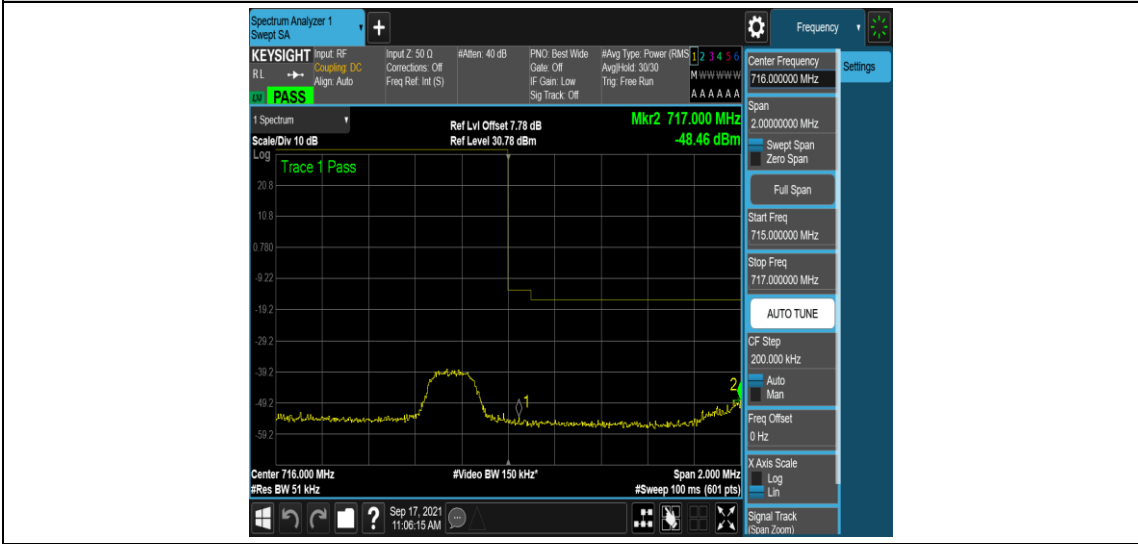 Spectrum Analyzer 1
Swept SA
+
Frequency
KEYSIGHT
RL
PASS
Input: RF
Coupling: DC
Align: Auto
Input Z: 50 Ω
Corrections: Off
Freq Ref: Int (S)
#Atten: 40 dB
PNO: Best Wide
Gate: Off
IF Gain: Low
Sig Track: Off
#Avg Type: Power (RMS
Avg|Hold: 30/30
Trig: Free Run
1 2 3 4 5 6
M W W W W W
A A A A A A
1 Spectrum
Scale/Div 10 dB
Ref Lvl Offset 7.78 dB
Ref Level 30.78 dBm
Mkr2 717.000 MHz
-48.46 dBm
Log
Trace 1 Pass
20.8
10.8
0.780
-9.22
-19.2
-29.2
-39.2
-49.2
-59.2
1
2
Center 716.000 MHz
#Res BW 51 kHz
#Video BW 150 kHz*
Span 2.000 MHz
#Sweep 100 ms (601 pts)
Center Frequency
716.000000 MHz
Settings
Span
2.00000000 MHz
Swept Span
Zero Span
Full Span
Start Freq
715.000000 MHz
Stop Freq
717.000000 MHz
AUTO TUNE
CF Step
200.000 kHz
Auto
Man
Freq Offset
0 Hz
X Axis Scale
Log
Lin
Signal Track
(Span Zoom)
?
Sep 17, 2021
11:06:15 AM